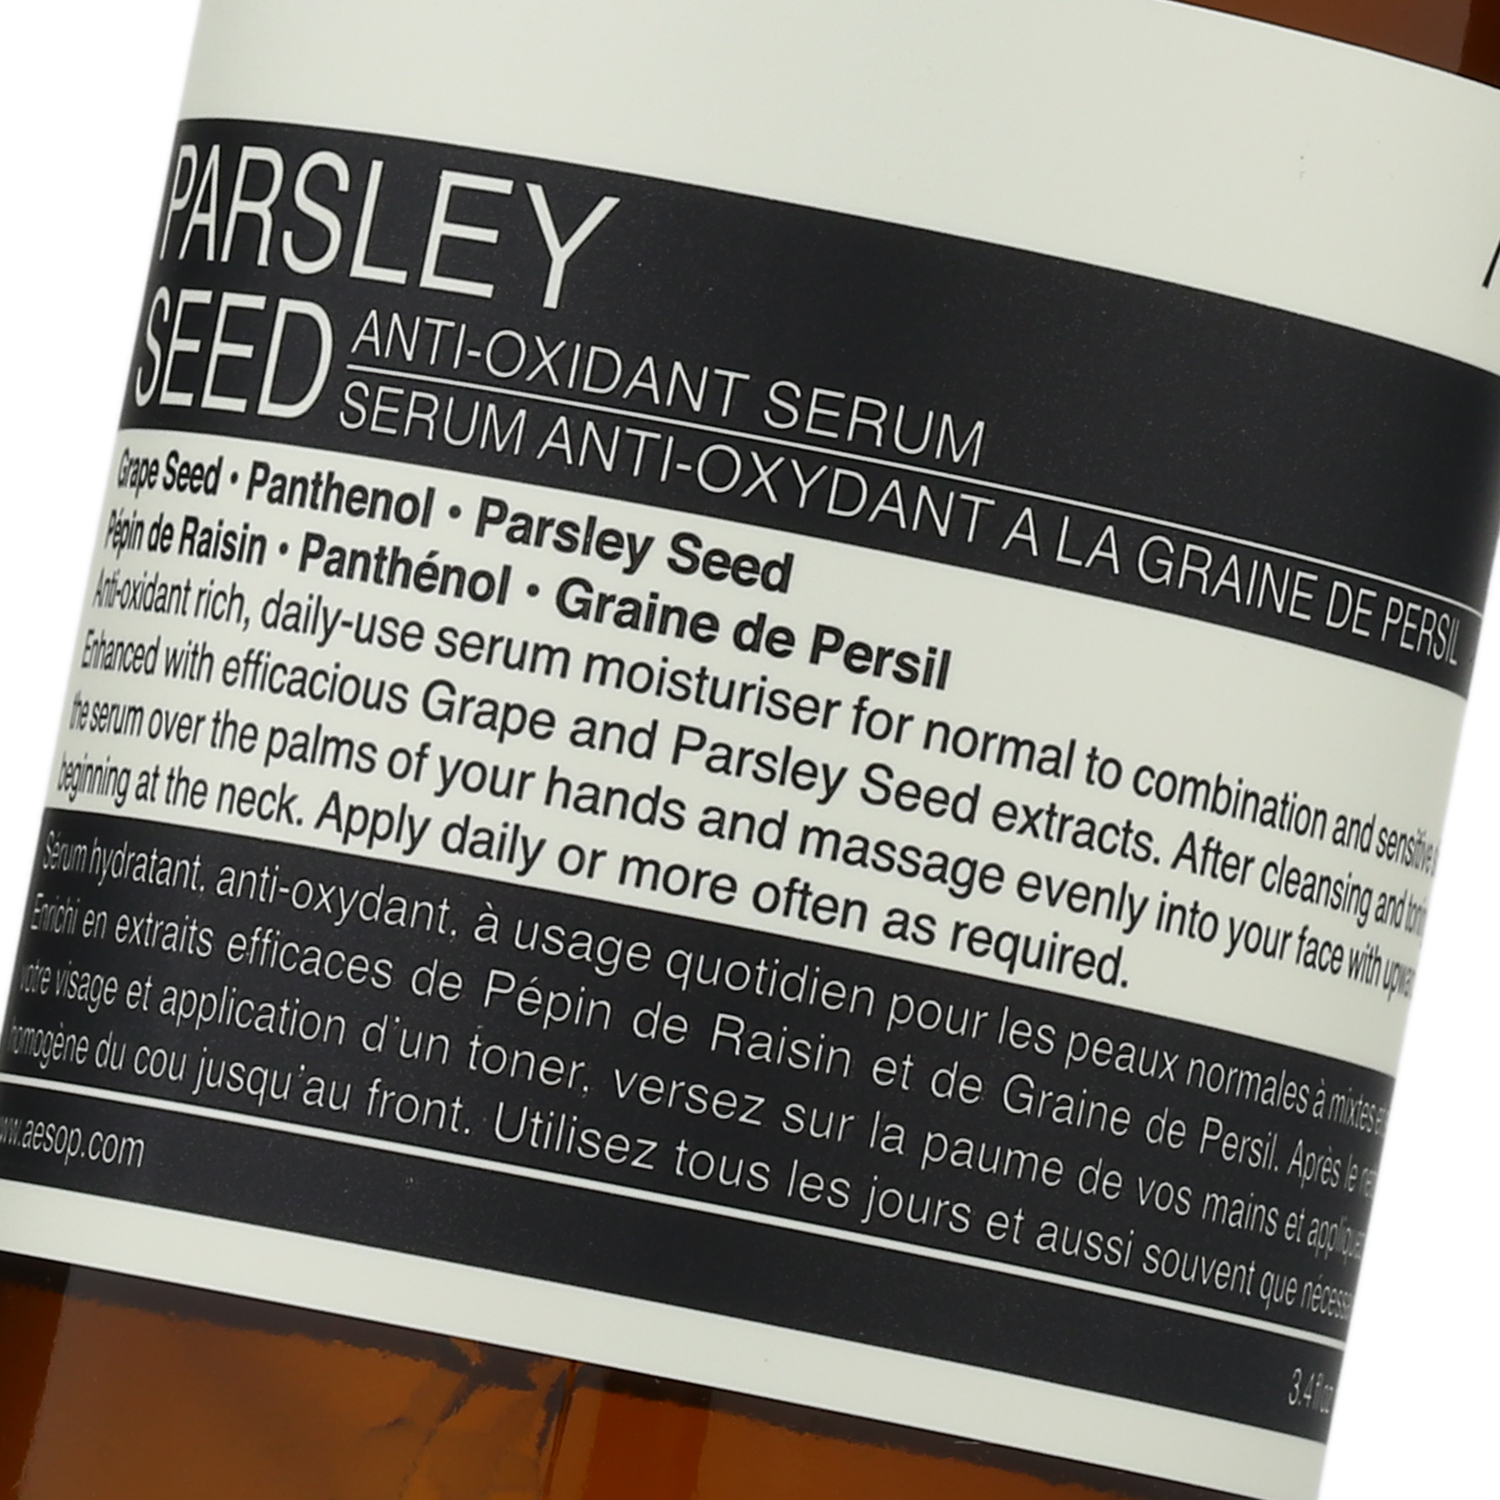 PARSLEY
SEED
ANTI-OXIDANT SERUM
SERUM ANTI-OXYDANT A LA GRAINE DE PERSIL
Grape Seed • Panthenol • Parsley Seed
Pépin de Raisin • Panthénol • Graine de Persil
Anti-oxidant rich, daily-use serum moisturiser for normal to combination and sensitive
Enhanced with efficacious Grape and Parsley Seed extracts. After cleansing and
the serum over the palms of your hands and massage evenly into your face with
beginning at the neck. Apply daily or more often as required.
Sérum hydratant, anti-oxydant, à usage quotidien pour les peaux normales à mixtes
Enrichi en extraits efficaces de Pépin de Raisin et de Graine de Persil. Après le
votre visage et application d'un toner, versez sur la paume de vos mains et
homogène du cou jusqu'au front. Utilisez tous les jours et aussi souvent que
www.aesop.com
3.4 fl oz